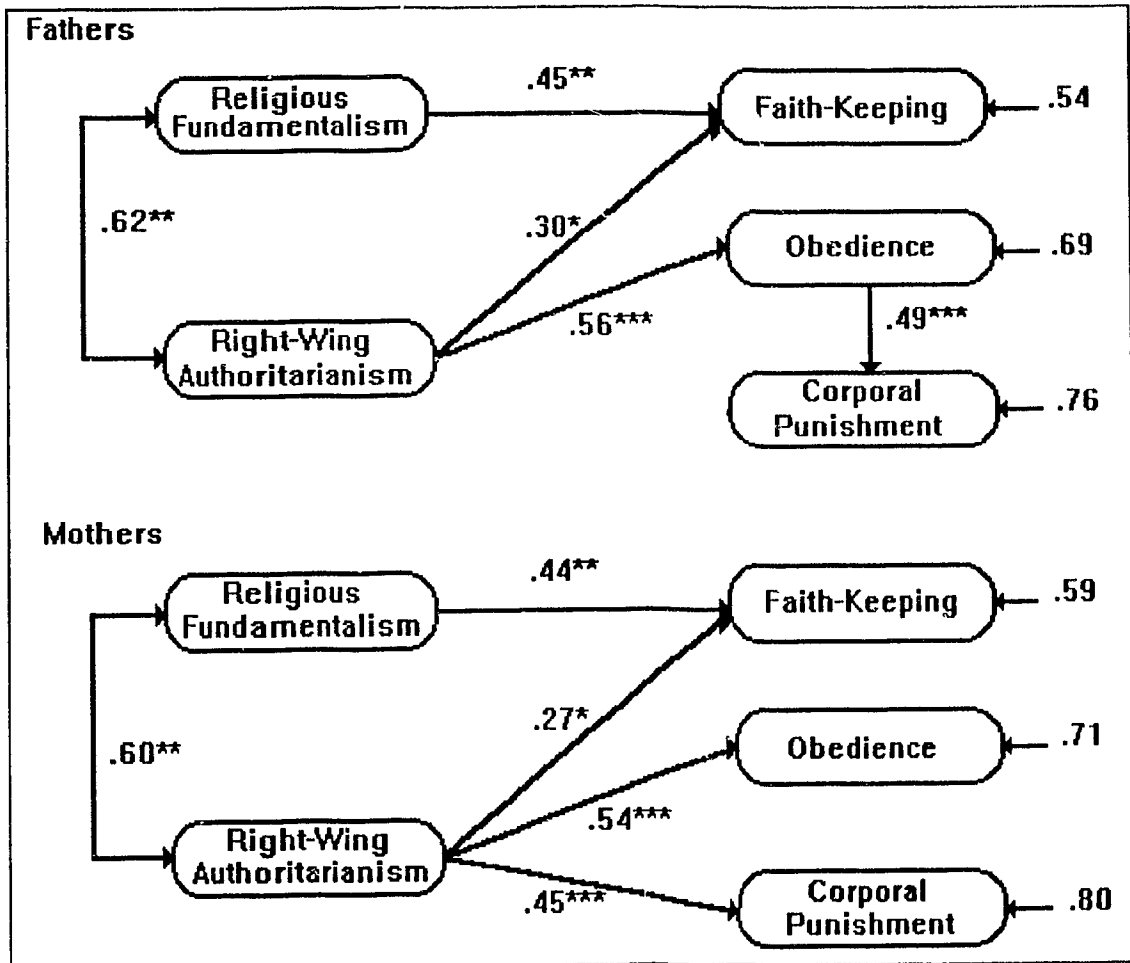 Fathers
Religious
Fundamentalism
.45**
Faith-Keeping
.54
.62**
.30*
Obedience
.69
.56***
.49***
Right-Wing
Authoritarianism
Corporal
Punishment
.76
Mothers
Religious
Fundamentalism
.44**
Faith-Keeping
.59
.27*
.60**
Obedience
.71
.54***
Right-Wing
Authoritarianism
.45***
Corporal
Punishment
.80